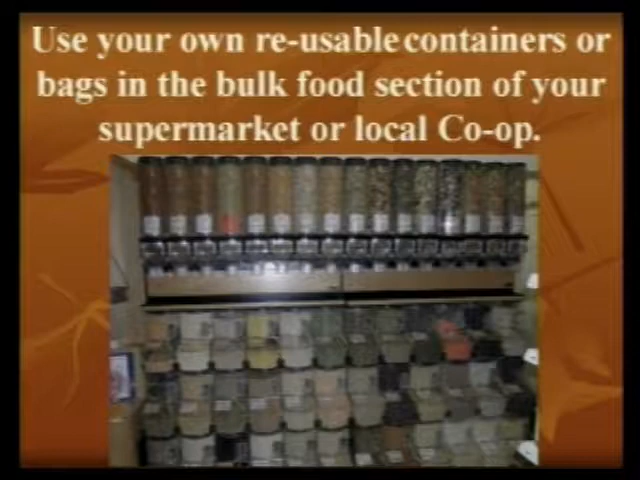 Use your own re-usable containers or
bags in the bulk food section of your
supermarket or local Co-op.